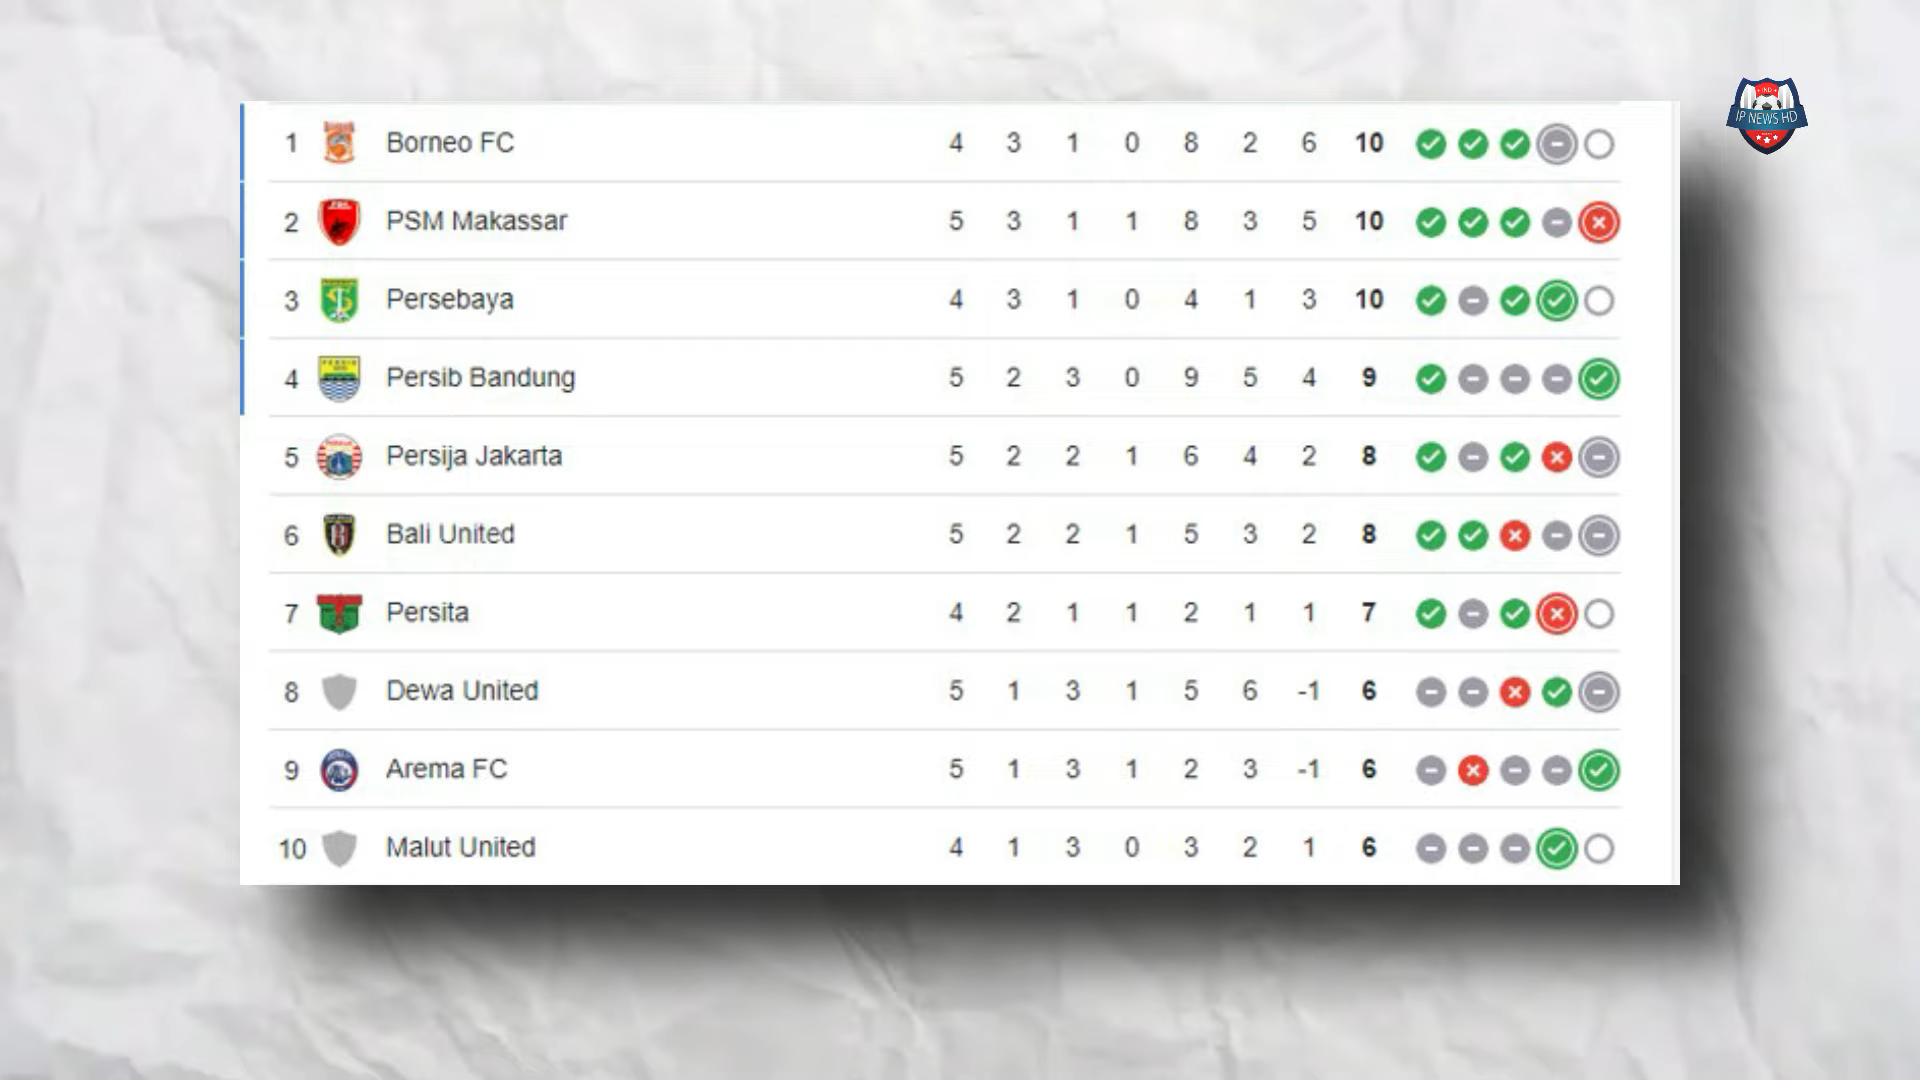 IND
IP NEWS HD
1 Borneo FC 4 3 1 0 8 2 6 10
2 PSM Makassar 5 3 1 1 8 3 5 10
3 Persebaya 4 3 1 0 4 1 3 10
4 Persib Bandung 5 2 3 0 9 5 4 9
5 Persija Jakarta 5 2 2 1 6 4 2 8
6 Bali United 5 2 2 1 5 3 2 8
7 Persita 4 2 1 1 2 1 1 7
8 Dewa United 5 1 3 1 5 6 -1 6
9 Arema FC 5 1 3 1 2 3 -1 6
10 Malut United 4 1 3 0 3 2 1 6